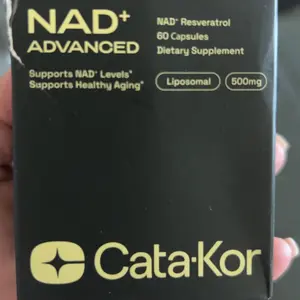 NAD+
ADVANCED
NAD+ Resveratrol
60 Capsules
Dietary Supplement
Supports NAD+ Levels*
Supports Healthy Aging*
Liposomal
500mg
Cata·Kor